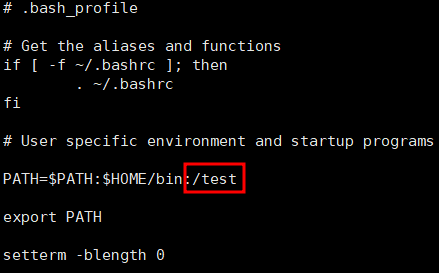 # .bash_profile
# Get the aliases and functions
if [ -f ~/.bashrc ]; then
. ~/.bashrc
fi
# User specific environment and startup programs
PATH=$PATH:$HOME/bin:/test
export PATH
setterm -blength 0